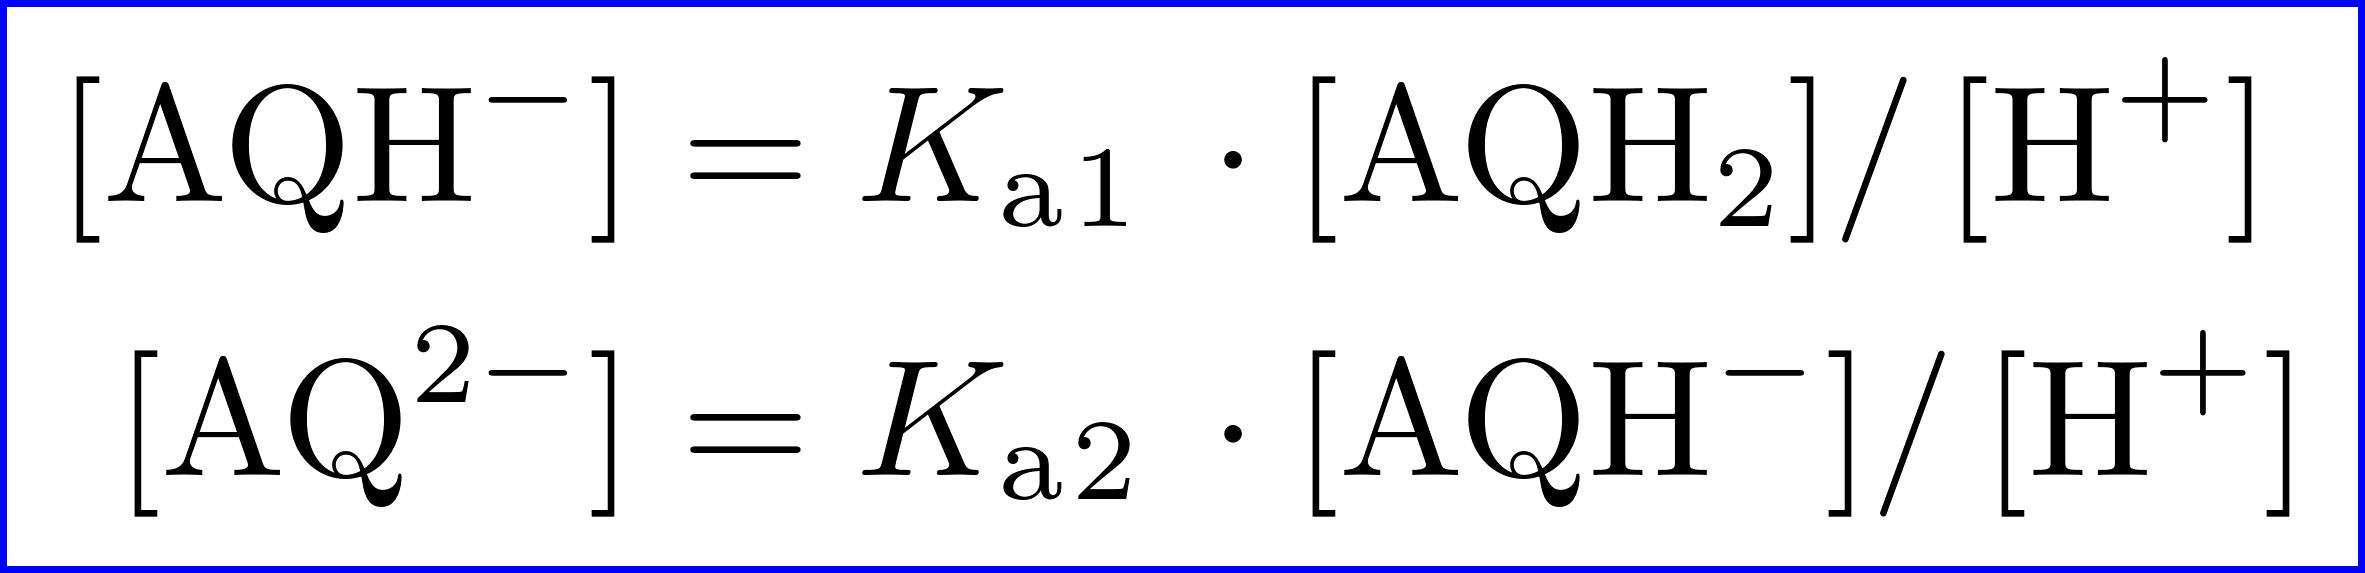 [AQH⁻] = Kₐ₁ · [AQH₂]/[H⁺]
[AQ²⁻] = Kₐ₂ · [AQH⁻]/[H⁺]